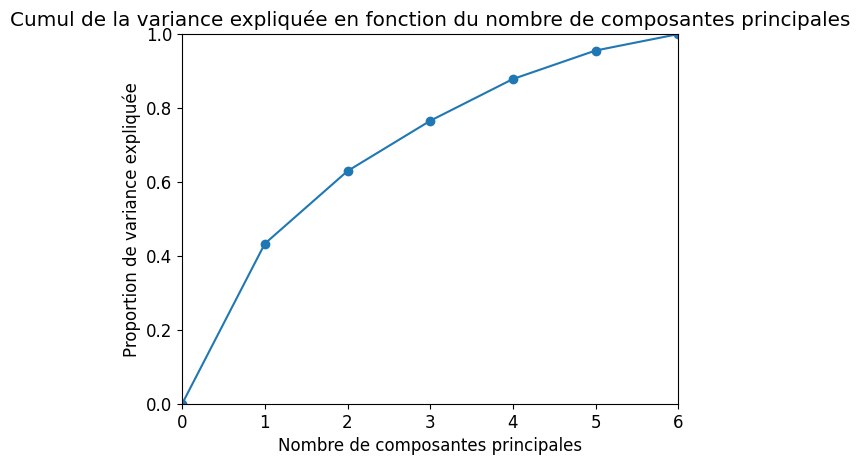 Cumul de la variance expliquée en fonction du nombre de composantes principales
1.0
0.8
0.6
0.4
0.2
0.0
Proportion de variance expliquée
0 1 2 3 4 5 6
Nombre de composantes principales